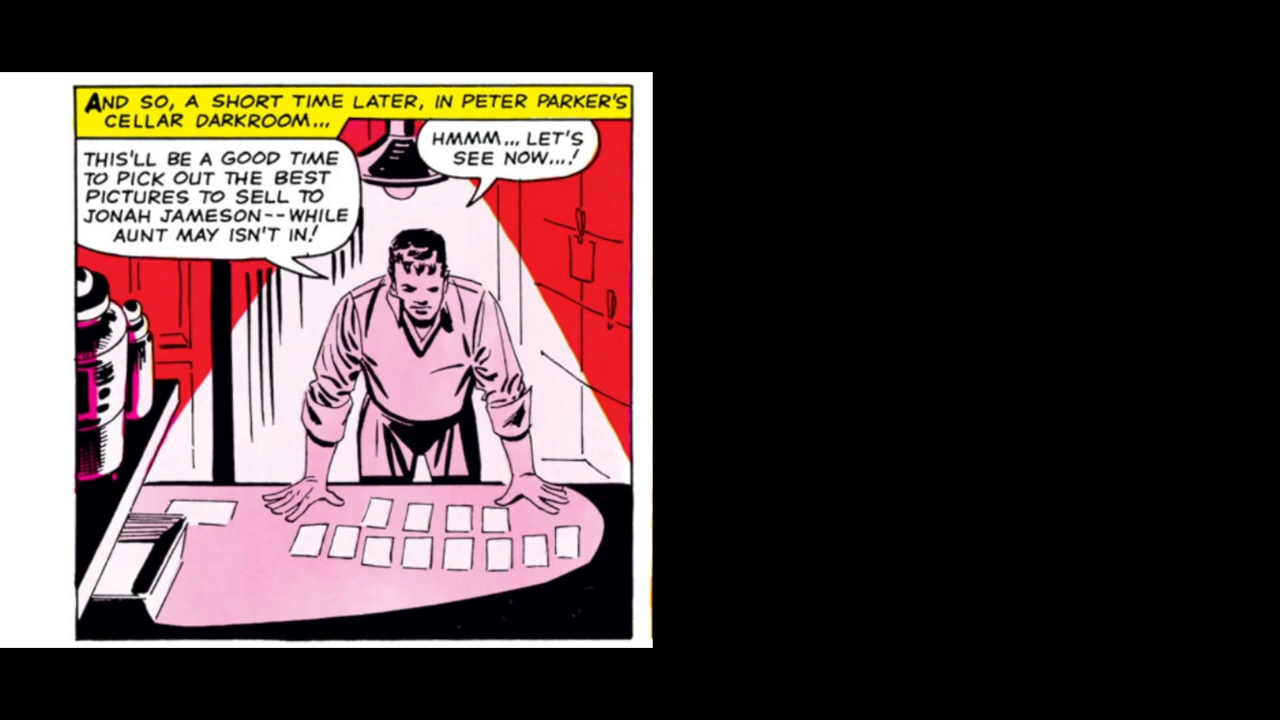 AND SO, A SHORT TIME LATER, IN PETER PARKER'S
CELLAR DARKROOM...
THIS'LL BE A GOOD TIME
TO PICK OUT THE BEST
PICTURES TO SELL TO
JONAH JAMESON--WHILE
AUNT MAY ISN'T IN!
HMMM... LET'S
SEE NOW...!